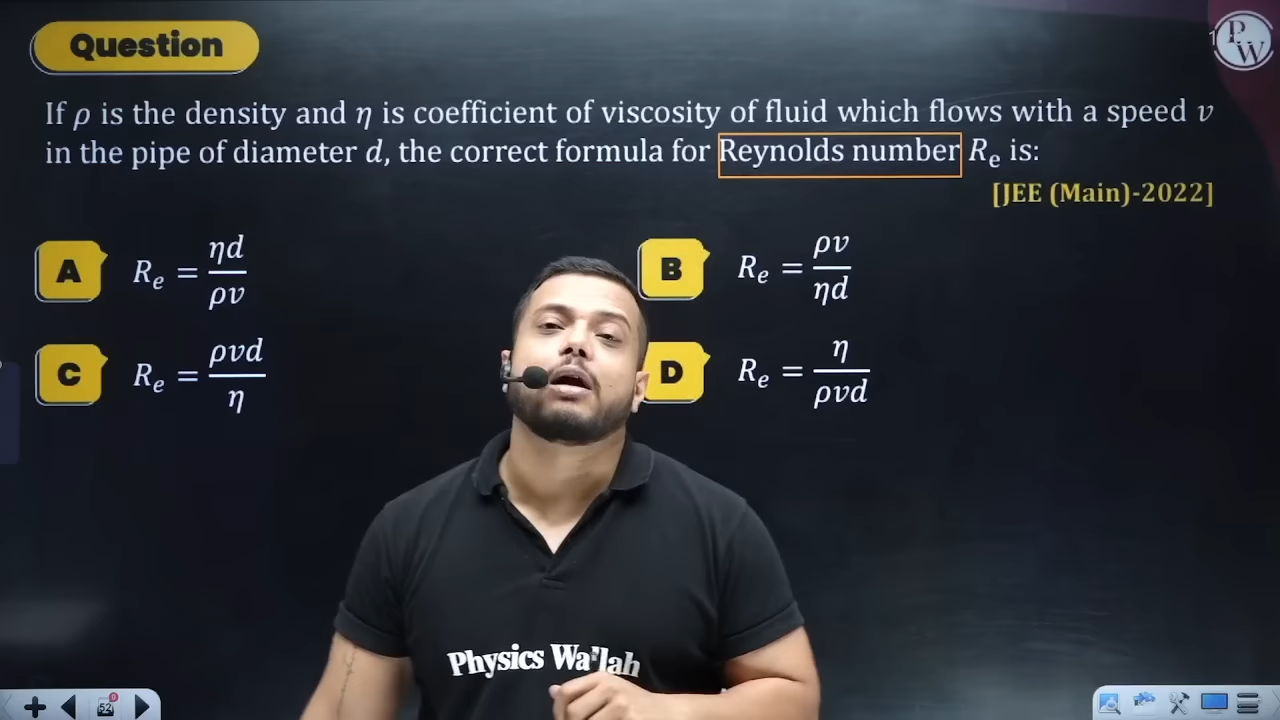 Question
PW
If ρ is the density and η is coefficient of viscosity of fluid which flows with a speed v
in the pipe of diameter d, the correct formula for Reynolds number Rₑ is:
[JEE (Main)-2022]
A Rₑ = ηd/ρv
B Rₑ = ρv/ηd
C Rₑ = ρvd/η
D Rₑ = η/ρvd
Physics Wallah
52